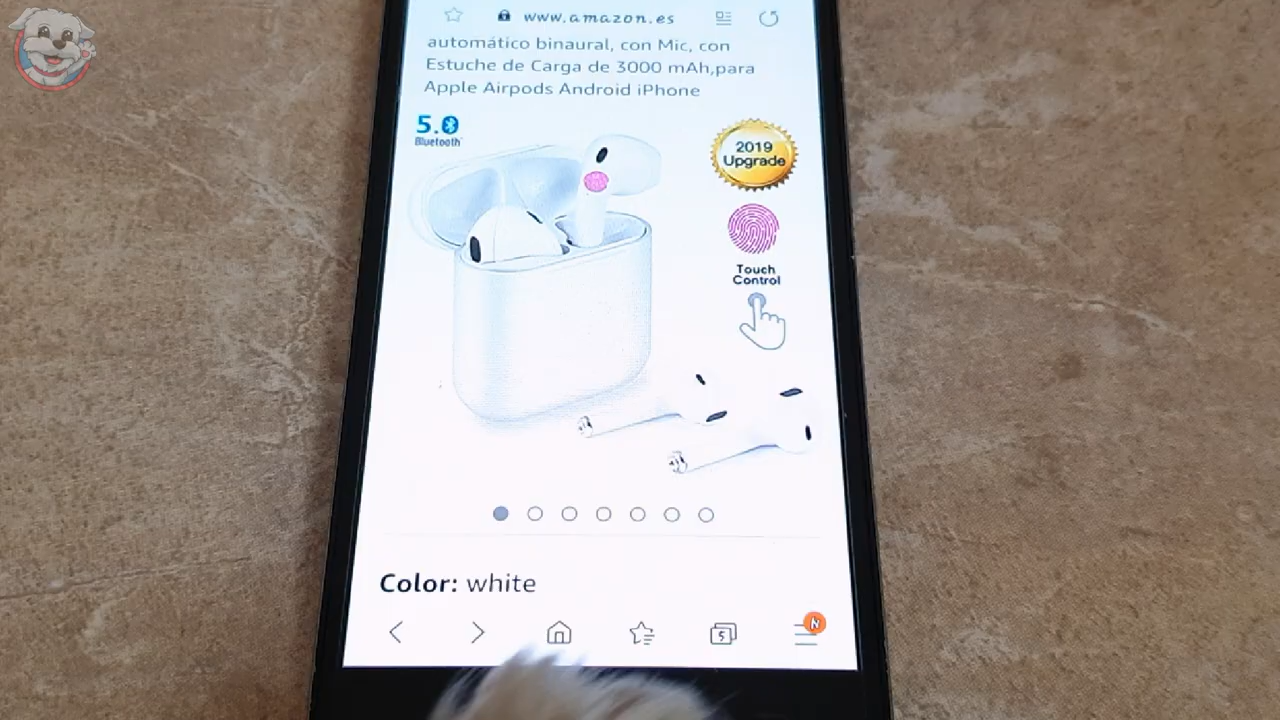 www.amazon.es
automático binaural, con Mic, con
Estuche de Carga de 3000 mAh,para
Apple Airpods Android iPhone
5.0
Bluetooth
2019
Upgrade
Touch
Control
Color: white
5
N